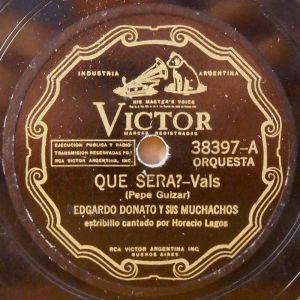 INDUSTRIA ARGENTINA
HIS MASTER'S VOICE
VICTOR
MARCAS REGISTRADAS
EJECUCION PUBLICA Y RADIO-
TRANSMISION RESERVADAS POR
RCA VICTOR ARGENTINA, INC.
38397-A
ORQUESTA
QUE SERA?-Vals
(Pepe Guizar)
EDGARDO DONATO Y SUS MUCHACHOS
estribillo cantado por Horacio Lagos
RCA VICTOR ARGENTINA INC.
BUENOS AIRES